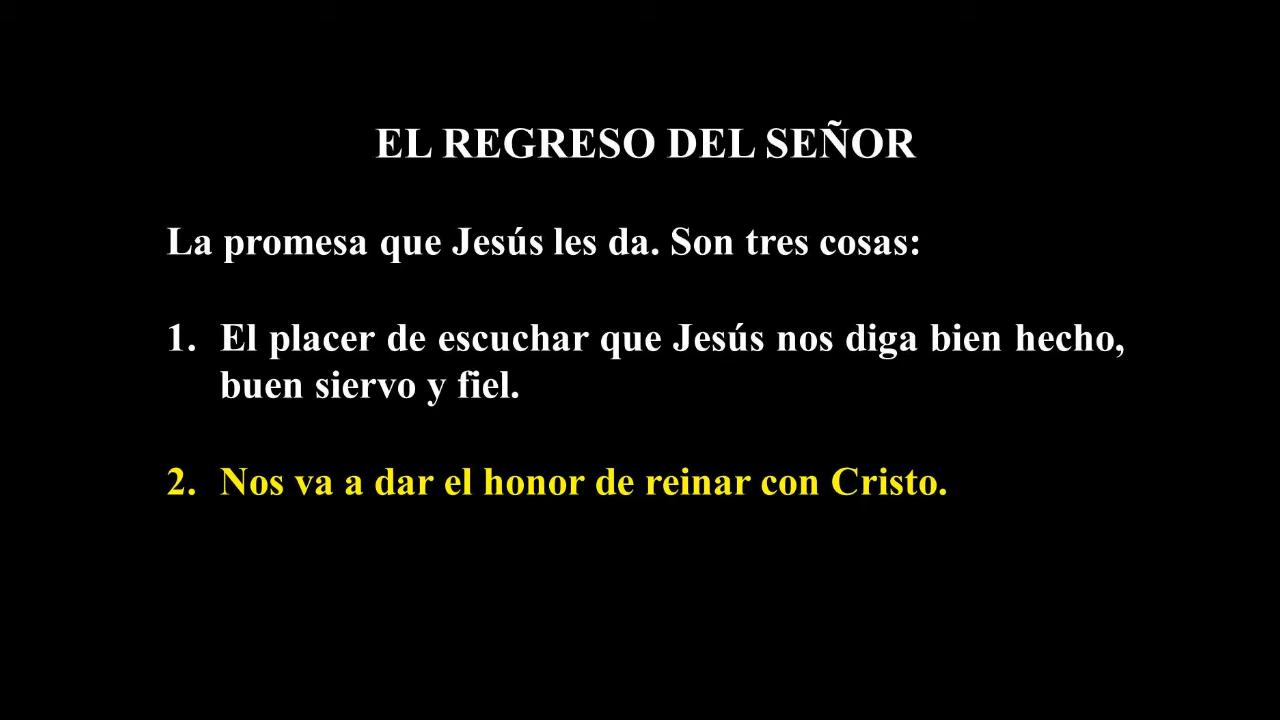 EL REGRESO DEL SEÑOR
La promesa que Jesús les da. Son tres cosas:
1. El placer de escuchar que Jesús nos diga bien hecho,
buen siervo y fiel.
2. Nos va a dar el honor de reinar con Cristo.